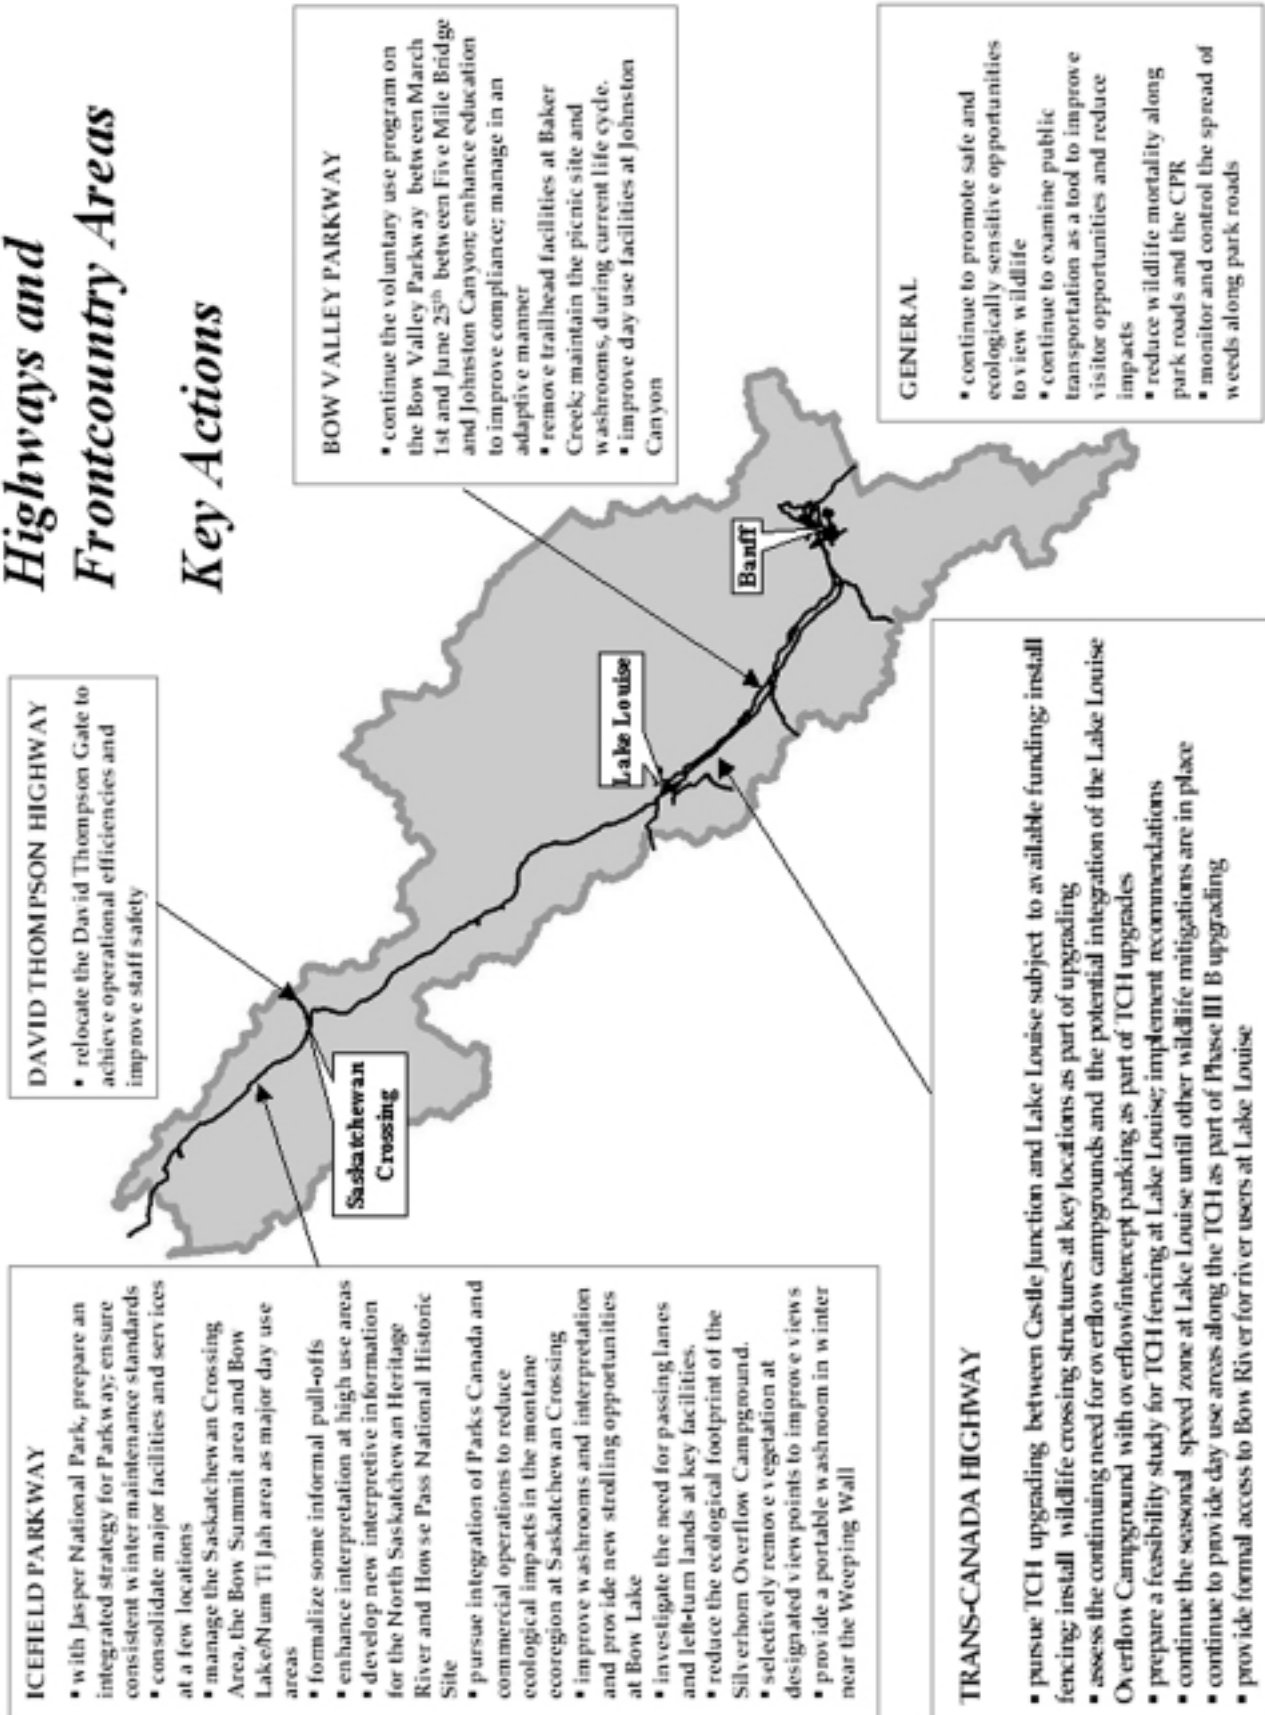 Highways and
Frontcountry Areas
Key Actions
ICEFIELD PARKWAY
▪ with Jasper National Park, prepare an
integrated strategy for Parkway; ensure
consistent winter maintenance standards
▪ consolidate major facilities and services
at a few locations
▪ manage the Saskatchewan Crossing
Area, the Bow Summit area and Bow
Lake/Num Ti Jah area as major day use
areas
▪ formalize some informal pull-offs
▪ enhance interpretation at high use areas
▪ develop new interpretive information
for the North Saskatchewan Heritage
River and Howse Pass National Historic
Site
▪ pursue integration of Parks Canada and
commercial operations to reduce
ecological impacts in the montane
ecoregion at Saskatchewan Crossing
▪ improve washrooms and interpretation
and provide new strolling opportunities
at Bow Lake
▪ investigate the need for passing lanes
and left-turn lands at key facilities.
▪ reduce the ecological footprint of the
Silverhorn Overflow Campground.
▪ selectively remove vegetation at
designated viewpoints to improve views
▪ provide a portable washroom in winter
near the Weeping Wall
DAVID THOMPSON HIGHWAY
▪ relocate the David Thompson Gate to
achieve operational efficiencies and
improve staff safety
BOW VALLEY PARKWAY
▪ continue the voluntary use program on
the Bow Valley Parkway between March
1st and June 25th between Five Mile Bridge
and Johnston Canyon; enhance education
to improve compliance; manage in an
adaptive manner
▪ remove trailhead facilities at Baker
Creek; maintain the picnic site and
washrooms, during current life cycle.
▪ improve day use facilities at Johnston
Canyon
Saskatchewan
Crossing
Lake Louise
Banff
TRANS-CANADA HIGHWAY
▪ pursue TCH upgrading between Castle Junction and Lake Louise subject to available funding; install
fencing; install wildlife crossing structures at key locations as part of upgrading
▪ assess the continuing need for overflow campgrounds and the potential integration of the Lake Louise
Overflow Campground with overflow/intercept parking as part of TCH upgrades
▪ prepare a feasibility study for TCH fencing at Lake Louise; implement recommendations
▪ continue the seasonal speed zone at Lake Louise until other wildlife mitigations are in place
▪ continue to provide day use areas along the TCH as part of Phase III B upgrading
▪ provide formal access to Bow River for river users at Lake Louise
GENERAL
▪ continue to promote safe and
ecologically sensitive opportunities
to view wildlife
▪ continue to examine public
transportation as a tool to improve
visitor opportunities and reduce
impacts
▪ reduce wildlife mortality along
park roads and the CPR
▪ monitor and control the spread of
weeds along park roads